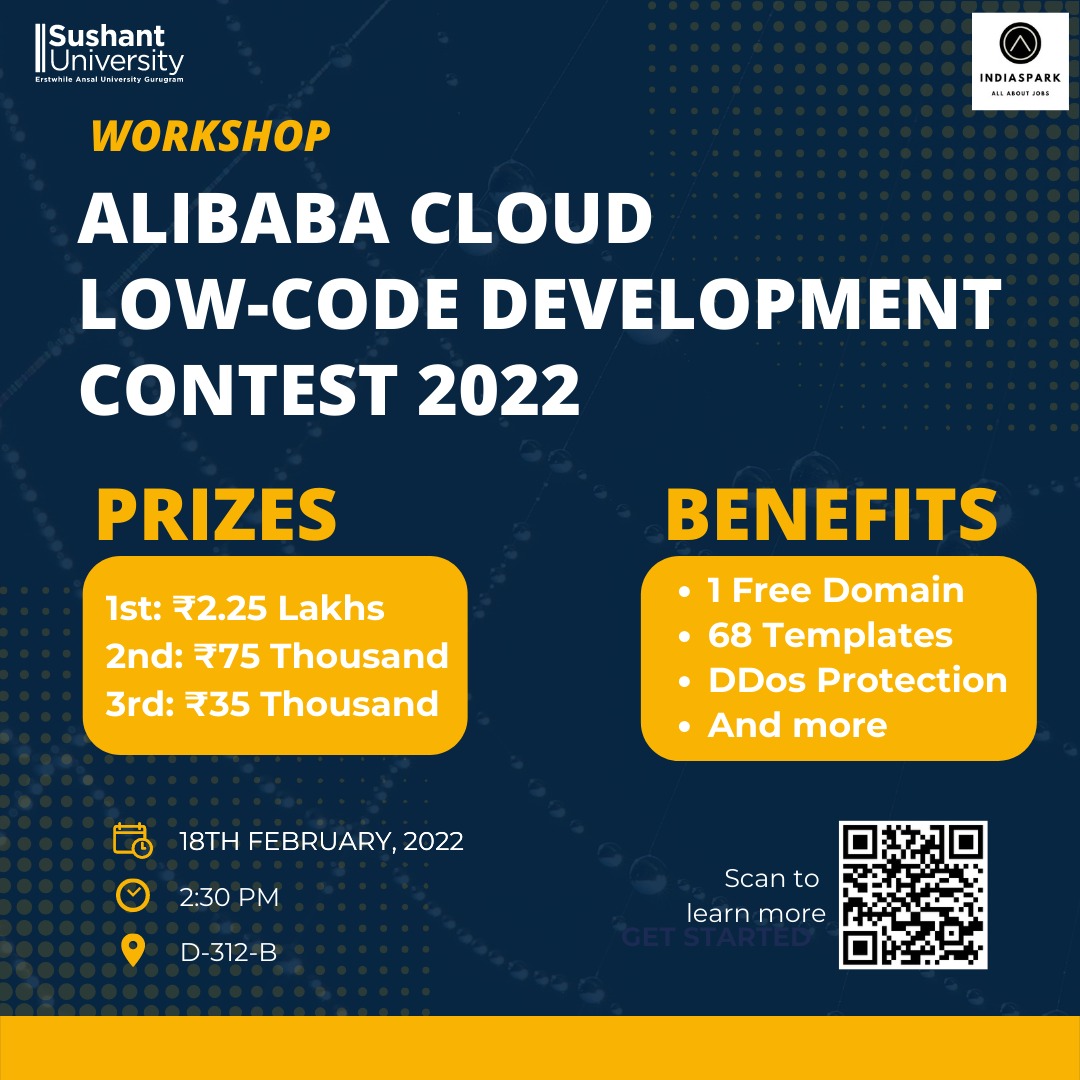 Sushant
University
Erstwhile Ansal University Gurugram
INDIASPARK
ALL ABOUT JOBS
WORKSHOP
ALIBABA CLOUD
LOW-CODE DEVELOPMENT
CONTEST 2022
PRIZES
1st: ₹2.25 Lakhs
2nd: ₹75 Thousand
3rd: ₹35 Thousand
BENEFITS
• 1 Free Domain
• 68 Templates
• DDos Protection
• And more
18TH FEBRUARY, 2022
2:30 PM
D-312-B
Scan to
learn more
GET STARTED